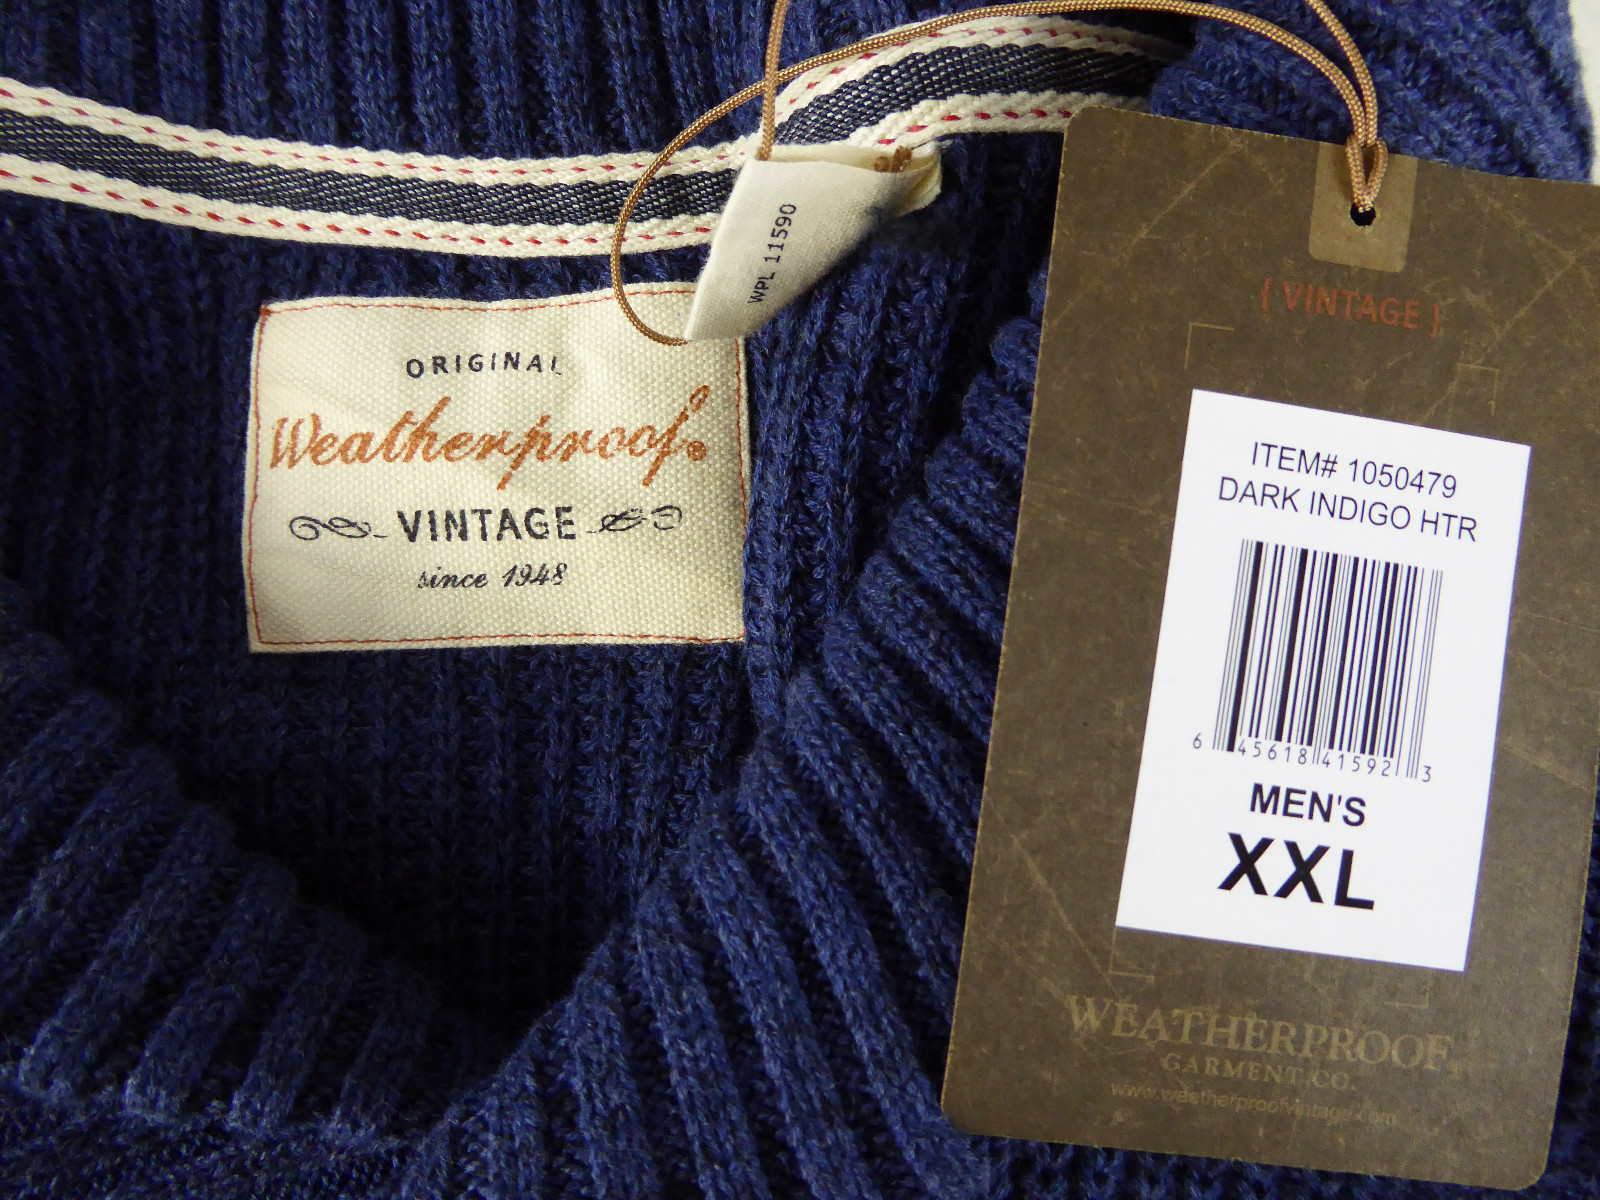 WPL 11590
ORIGINAL
Weatherproof®
VINTAGE
since 1948
{ VINTAGE }
ITEM# 1050479
DARK INDIGO HTR
6 45618 41592 3
MEN'S
XXL
WEATHERPROOF
GARMENT CO.
www.weatherproofvintage.com